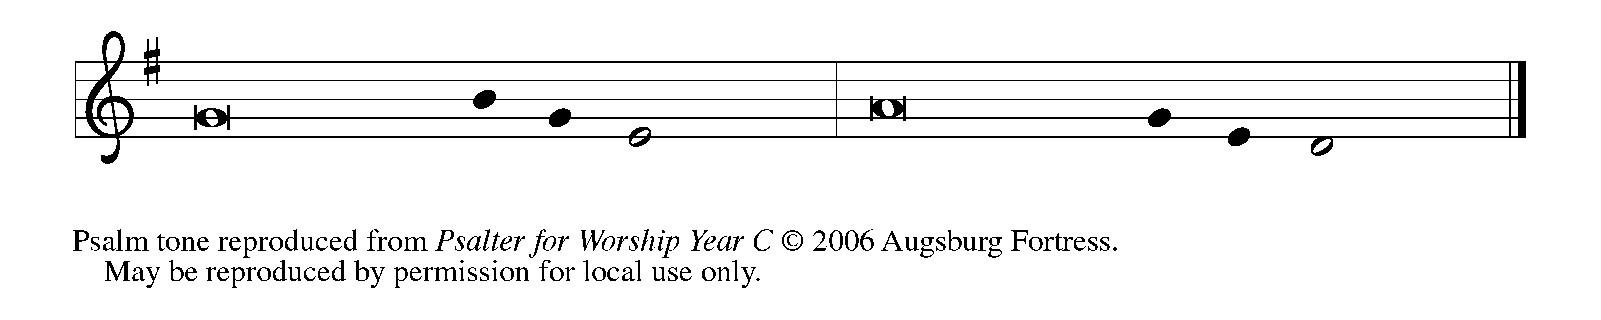 Psalm tone reproduced from Psalter for Worship Year C © 2006 Augsburg Fortress.
May be reproduced by permission for local use only.